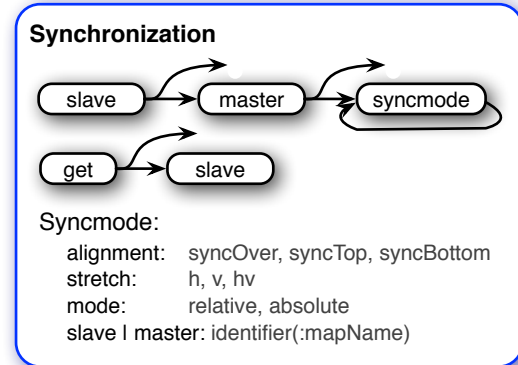 Synchronization
slave master syncmode
get slave
Syncmode:
alignment: syncOver, syncTop, syncBottom
stretch: h, v, hv
mode: relative, absolute
slave | master: identifier(:mapName)